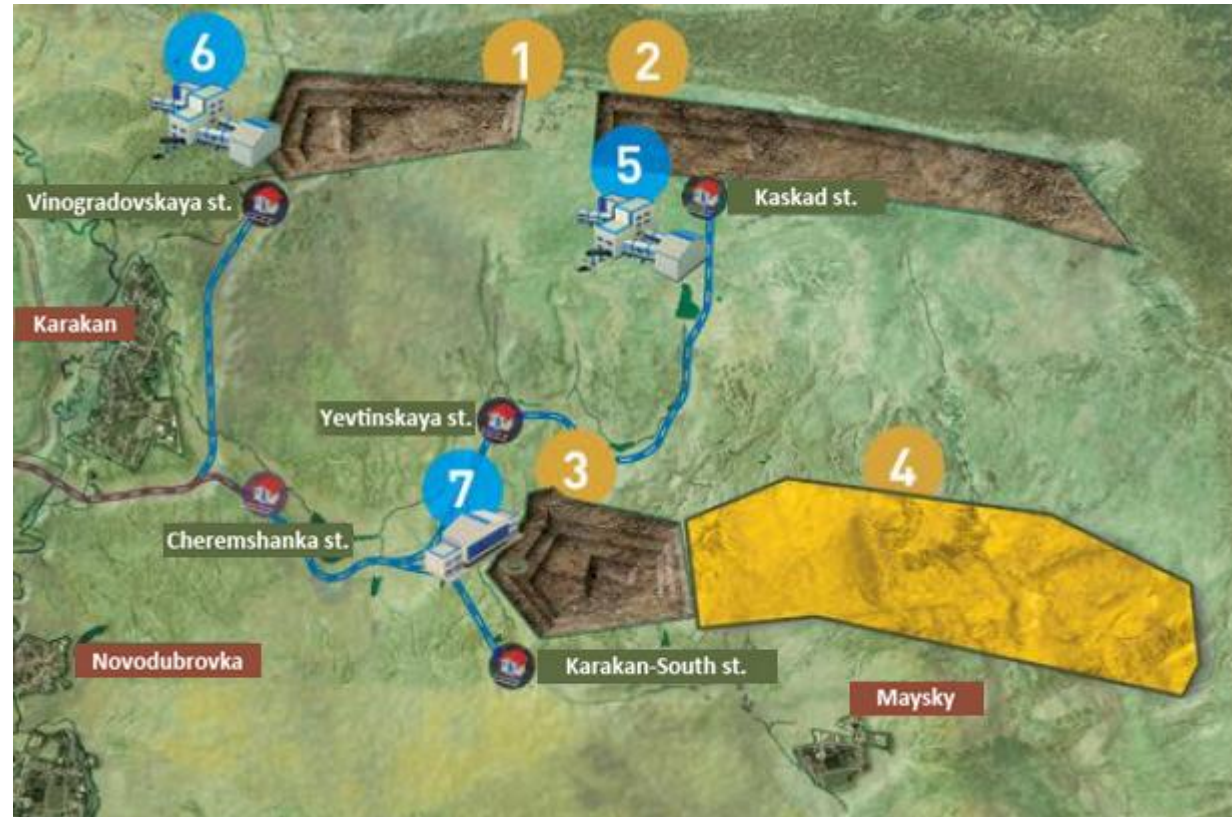 6
1
2
5
Vinogradovskaya st.
Kaskad st.
Karakan
Yevtinskaya st.
3
4
7
Cheremshanka st.
Novodubrovka
Karakan-South st.
Maysky